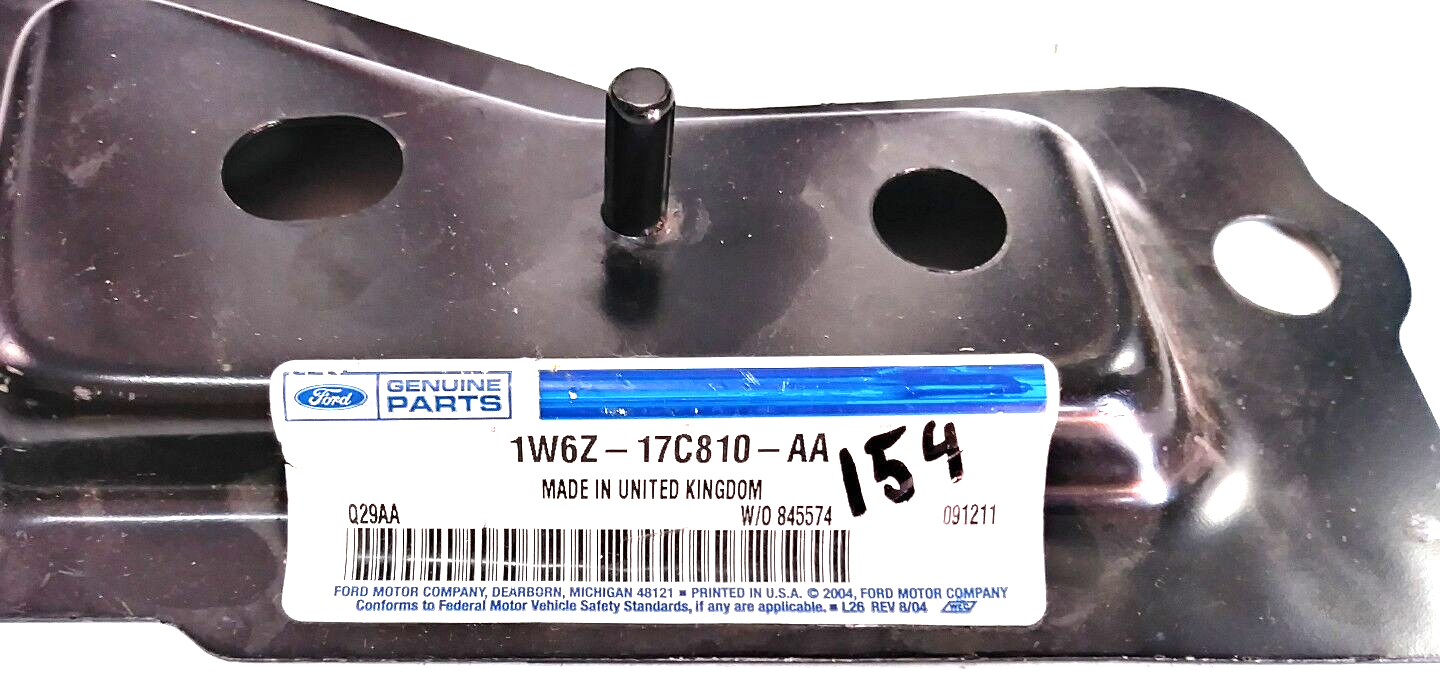 Ford GENUINE PARTS
1W6Z-17C810-AA
154
MADE IN UNITED KINGDOM
Q29AA W/O 845574 091211
FORD MOTOR COMPANY, DEARBORN, MICHIGAN 48121 ■ PRINTED IN U.S.A. © 2004, FORD MOTOR COMPANY
Conforms to Federal Motor Vehicle Safety Standards, if any are applicable. ■ L26 REV 8/04